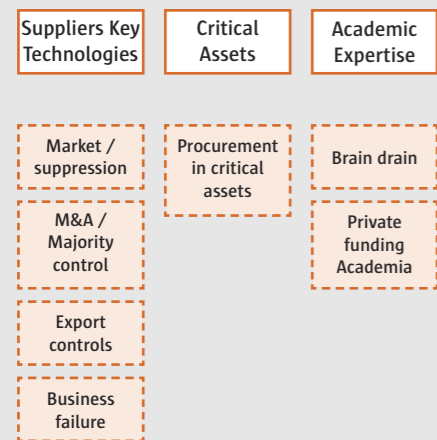 Suppliers Key
Technologies
Critical
Assets
Academic
Expertise
Market /
suppression
M&A /
Majority
control
Export
controls
Business
failure
Procurement
in critical
assets
Brain drain
Private
funding
Academia